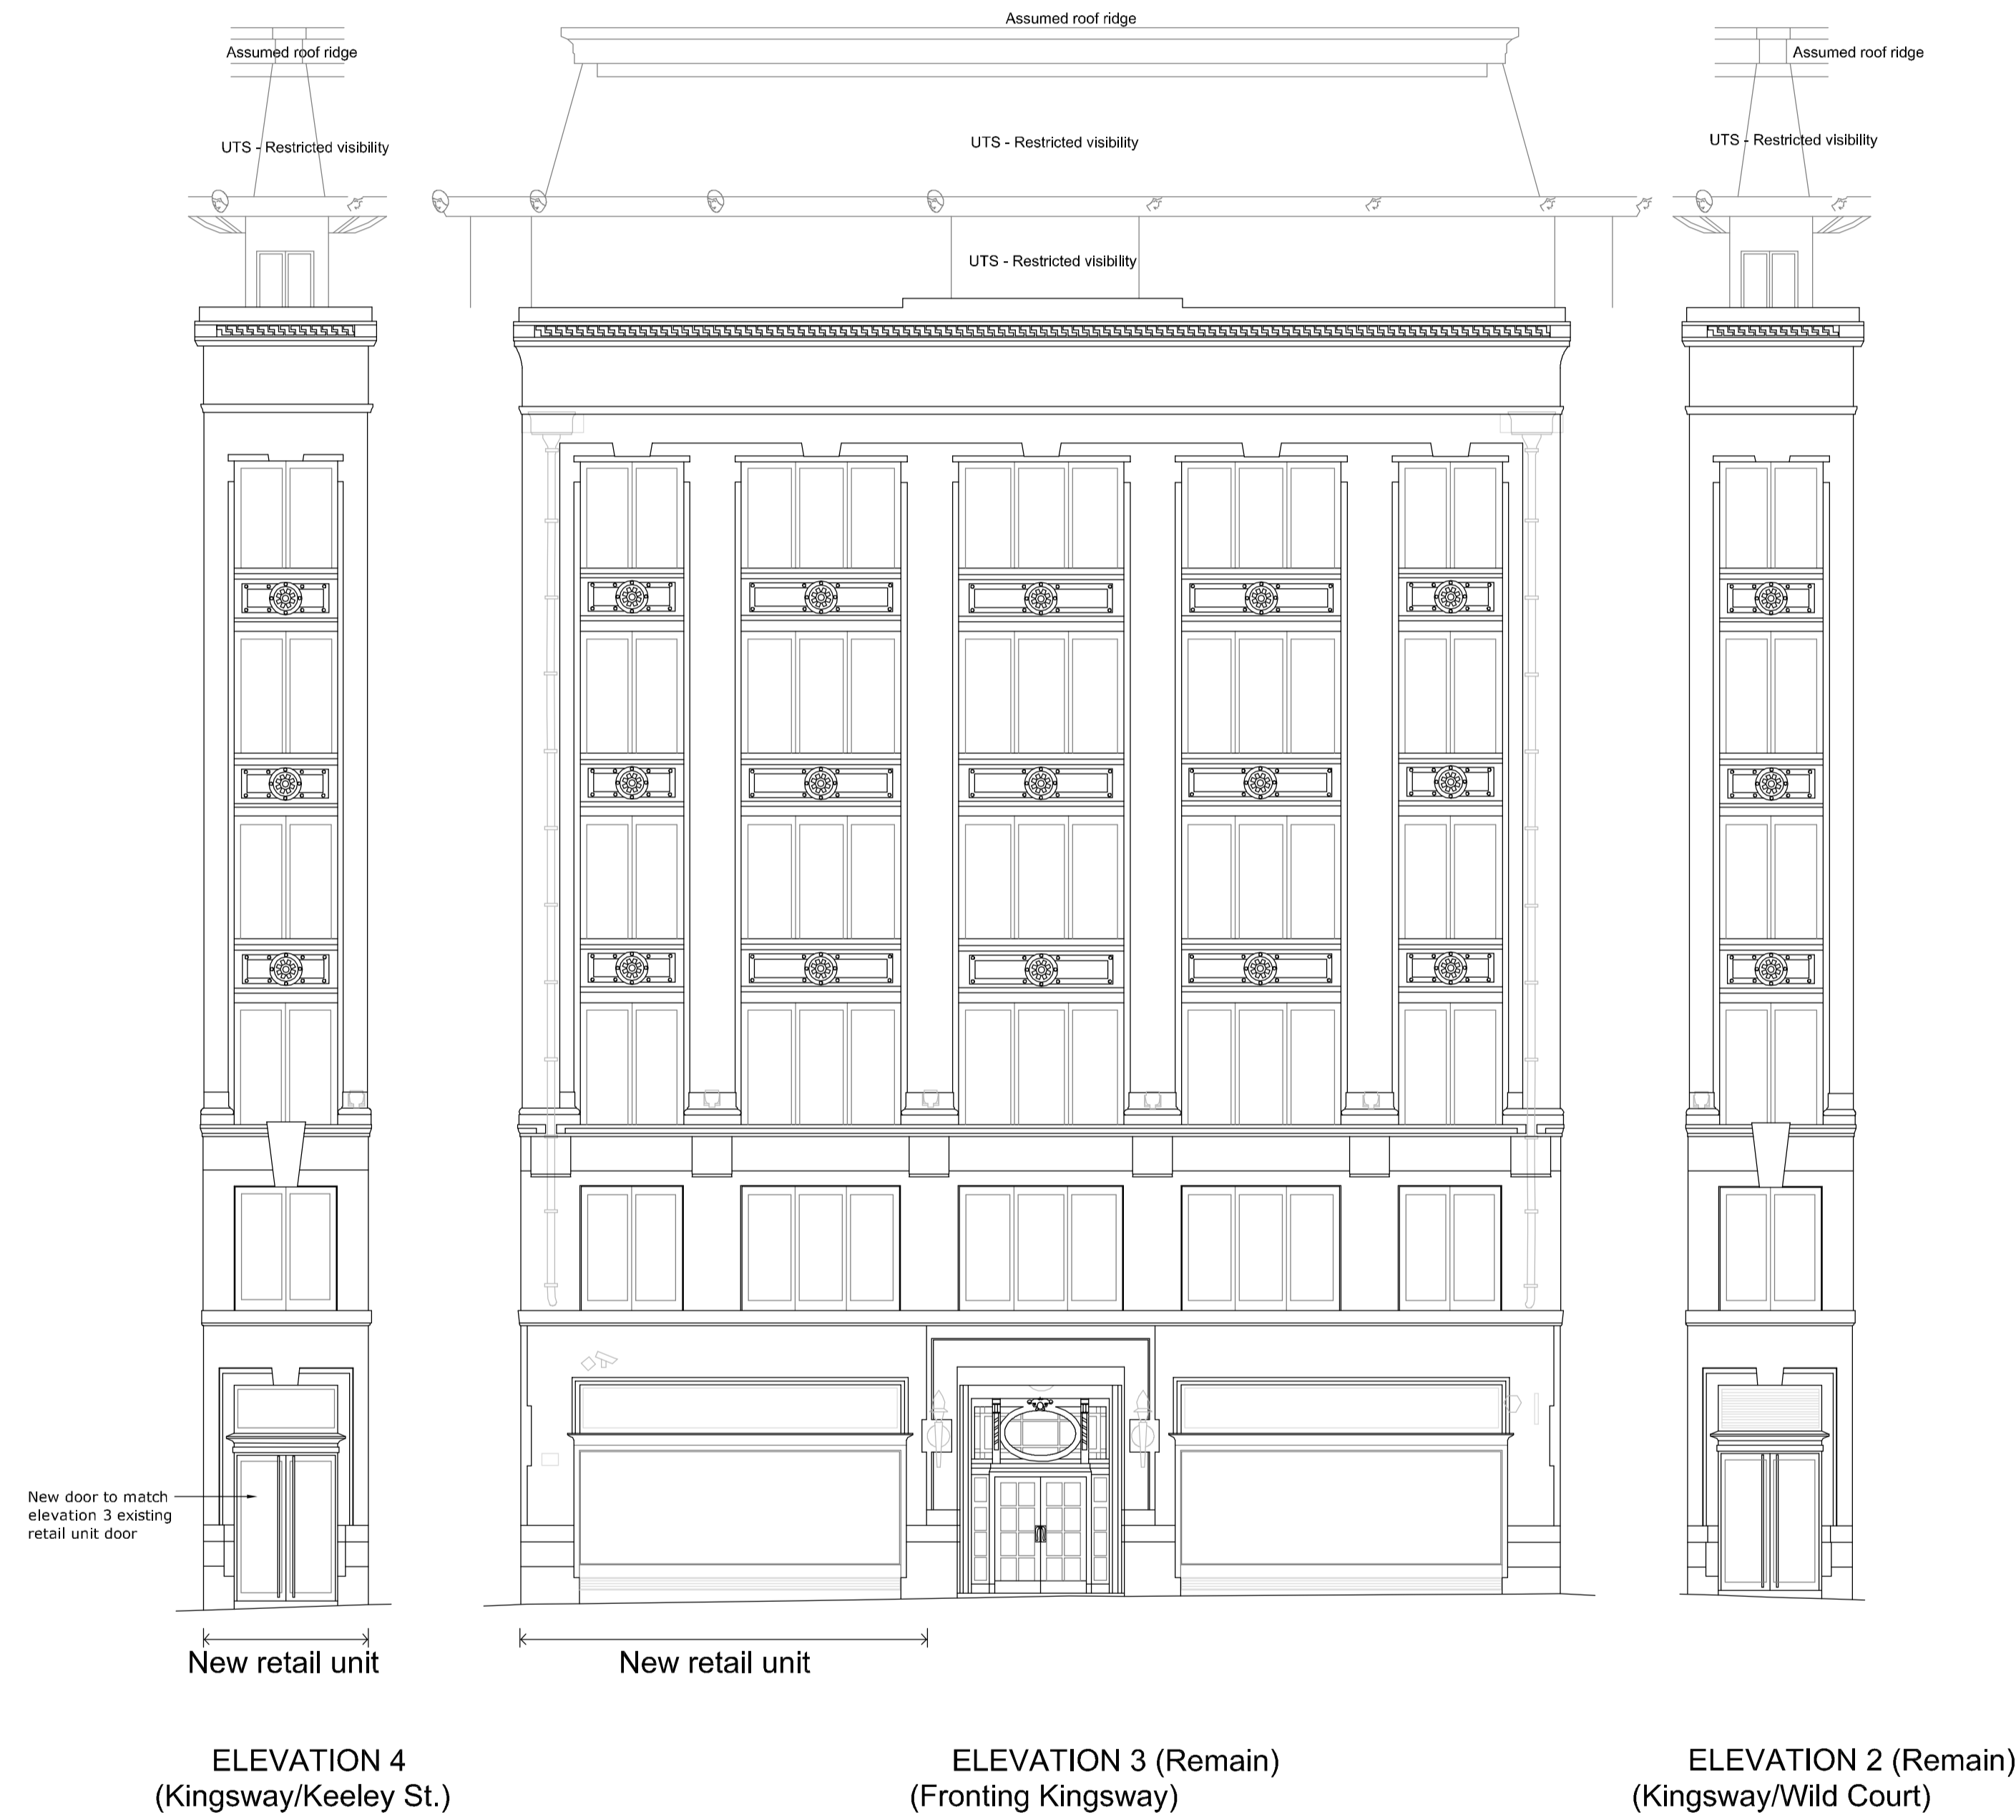 Assumed roof ridge
Assumed roof ridge
Assumed roof ridge
UTS - Restricted visibility
UTS - Restricted visibility
UTS - Restricted visibility
UTS - Restricted visibility
New door to match
elevation 3 existing
retail unit door
New retail unit
New retail unit
ELEVATION 4
(Kingsway/Keeley St.)
ELEVATION 3 (Remain)
(Fronting Kingsway)
ELEVATION 2 (Remain)
(Kingsway/Wild Court)